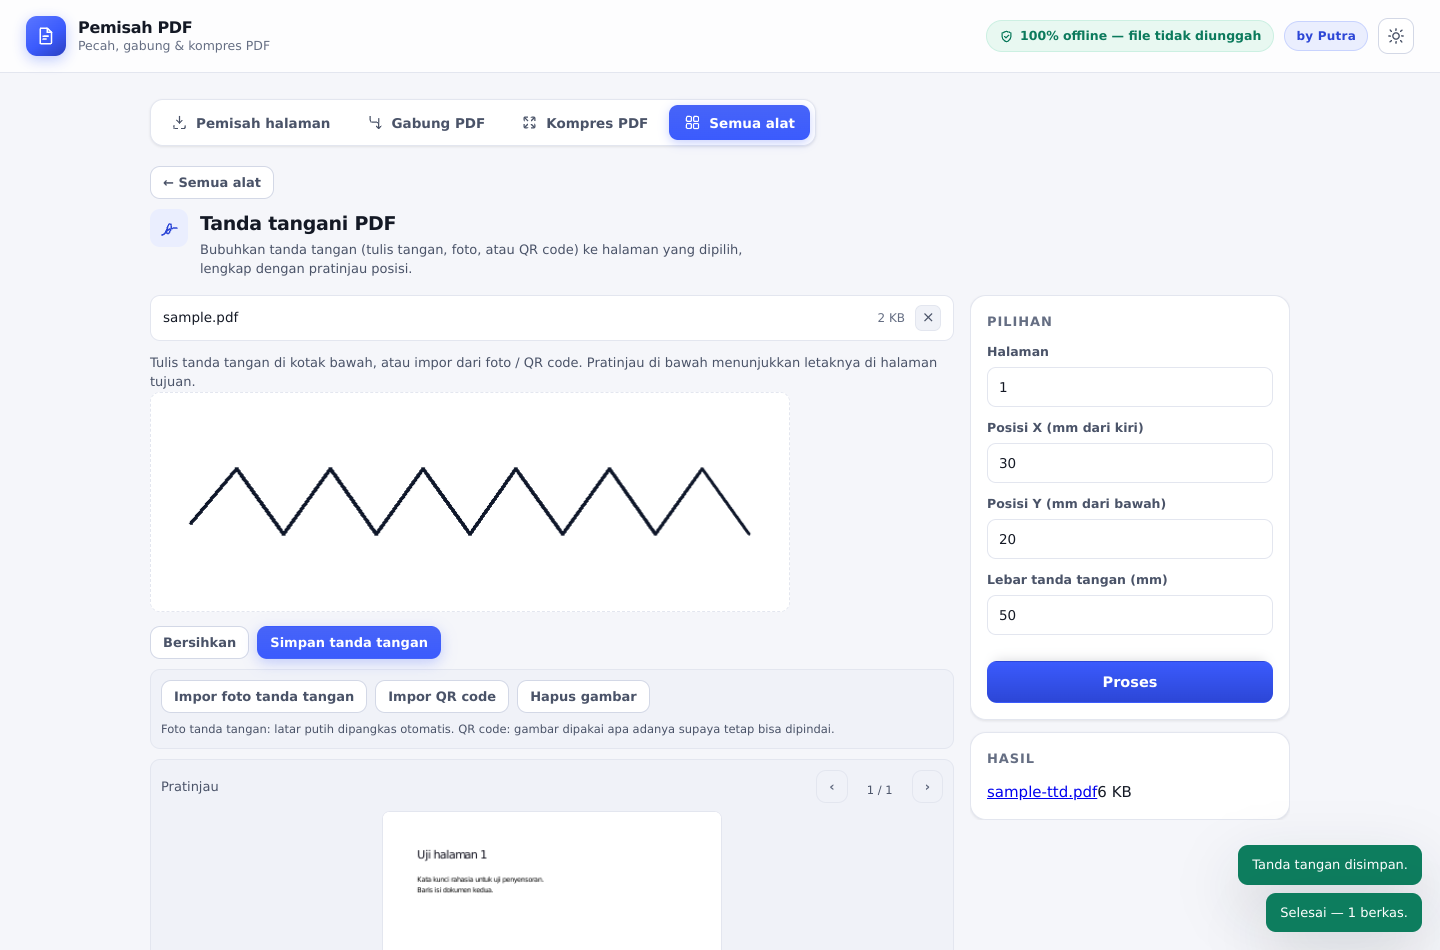 Pemisah PDF
Pecah, gabung & kompres PDF
100% offline — file tidak diunggah
by Putra
Pemisah halaman
Gabung PDF
Kompres PDF
Semua alat
← Semua alat
Tanda tangani PDF
Bubuhkan tanda tangan (tulis tangan, foto, atau QR code) ke halaman yang dipilih,
lengkap dengan pratinjau posisi.
sample.pdf
2 KB
×
Tulis tanda tangan di kotak bawah, atau impor dari foto / QR code. Pratinjau di bawah menunjukkan letaknya di halaman
tujuan.
Bersihkan
Simpan tanda tangan
Impor foto tanda tangan
Impor QR code
Hapus gambar
Foto tanda tangan: latar putih dipangkas otomatis. QR code: gambar dipakai apa adanya supaya tetap bisa dipindai.
Pratinjau
‹
1 / 1
›
Uji halaman 1
Kata kunci rahasia untuk uji penyensoran.
Baris isi dokumen kedua.
PILIHAN
Halaman
1
Posisi X (mm dari kiri)
30
Posisi Y (mm dari bawah)
20
Lebar tanda tangan (mm)
50
Proses
HASIL
sample-ttd.pdf6 KB
Tanda tangan disimpan.
Selesai — 1 berkas.